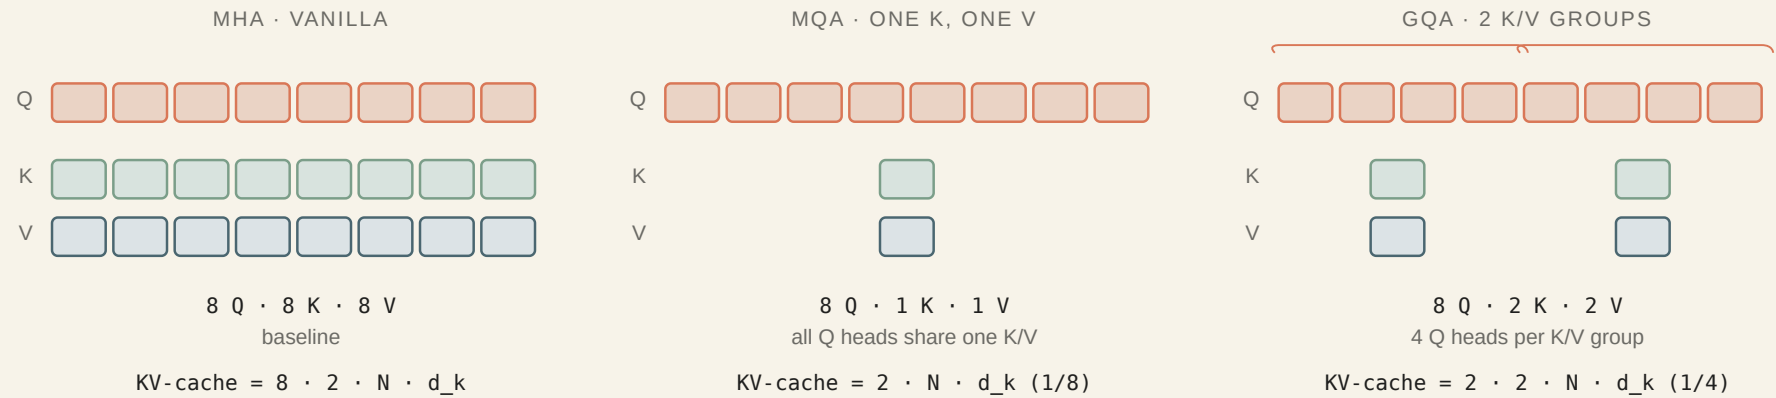 MHA · VANILLA
Q
K
V
8 Q · 8 K · 8 V
baseline
KV-cache = 8 · 2 · N · d_k
MQA · ONE K, ONE V
Q
K
V
8 Q · 1 K · 1 V
all Q heads share one K/V
KV-cache = 2 · N · d_k (1/8)
GQA · 2 K/V GROUPS
Q
K
V
8 Q · 2 K · 2 V
4 Q heads per K/V group
KV-cache = 2 · 2 · N · d_k (1/4)